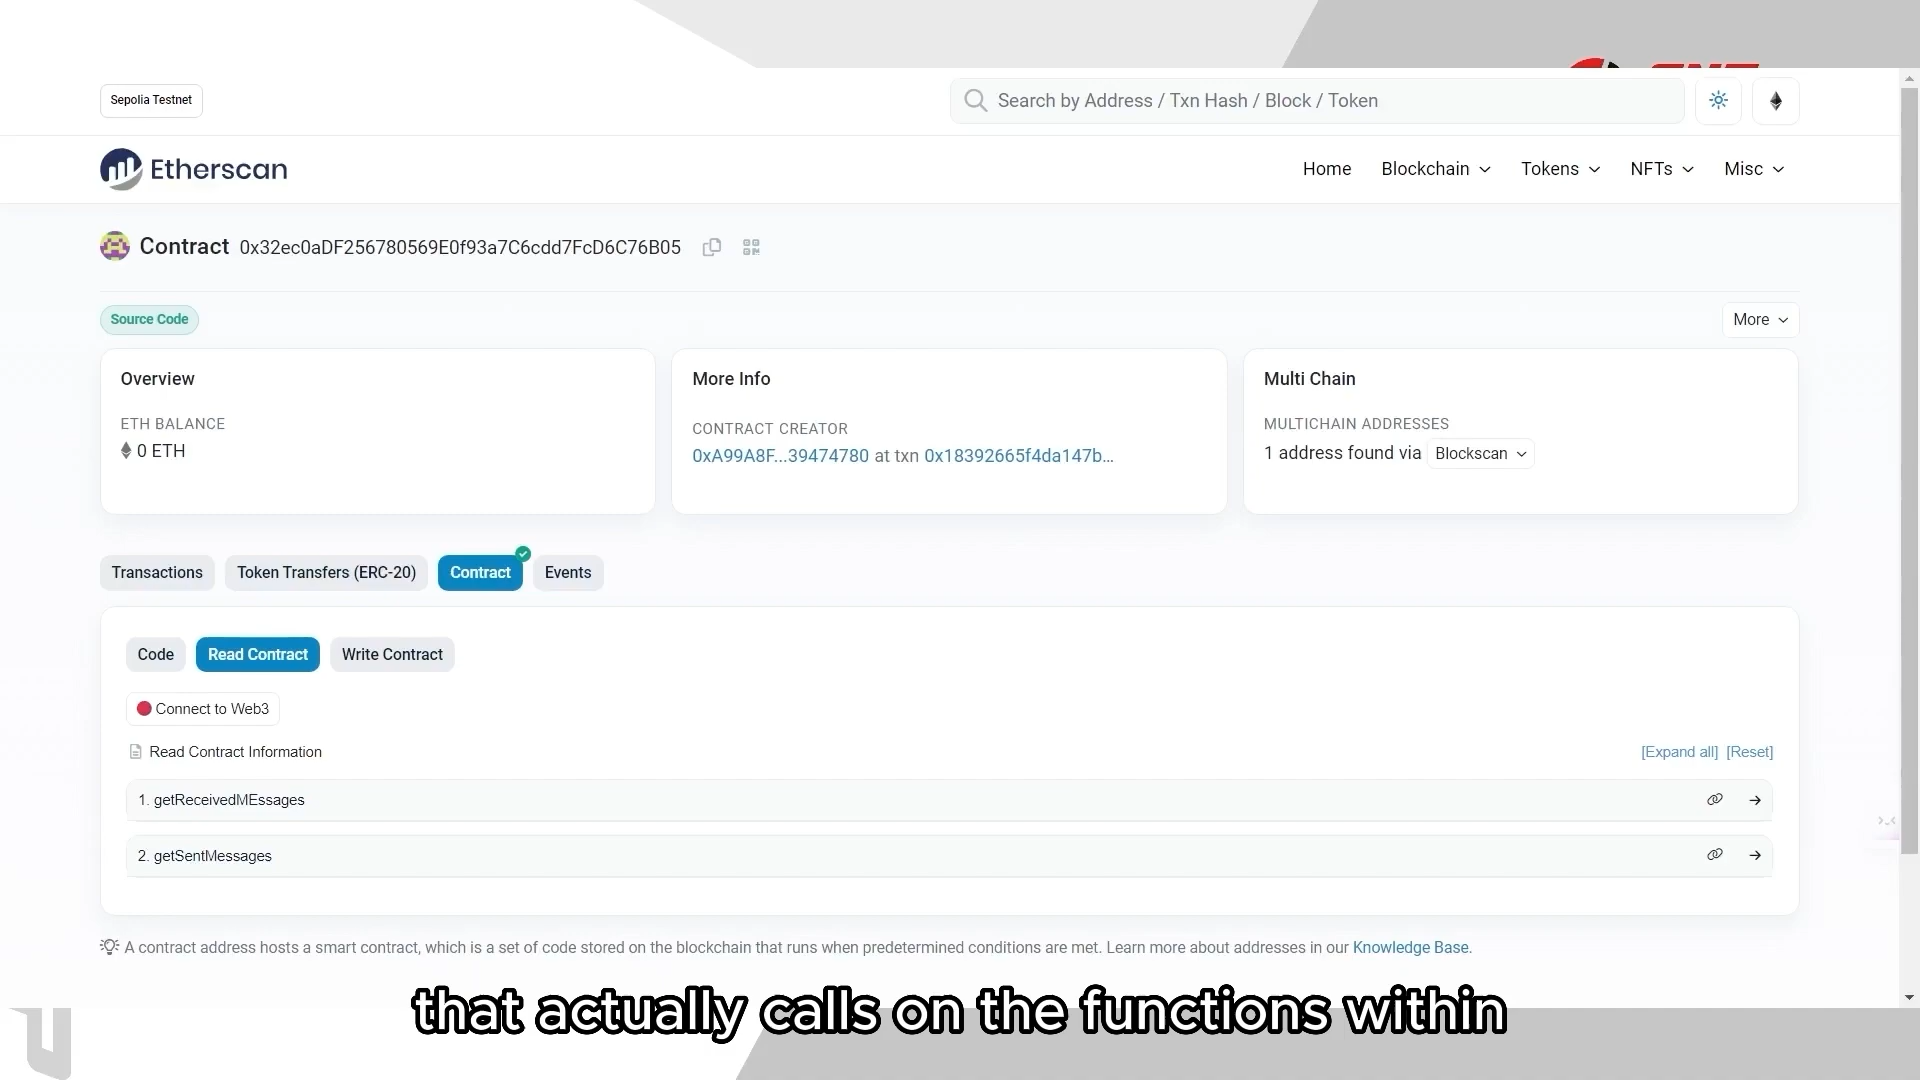 Sepolia Testnet
Search by Address / Txn Hash / Block / Token
Etherscan
Home Blockchain Tokens NFTs Misc
Contract 0x32ec0aDF256780569E0f93a7C6cdd7FcD6C76B05
Source Code
More
Overview
ETH BALANCE
0 ETH
More Info
CONTRACT CREATOR
0xA99A8F...39474780 at txn 0x18392665f4da147b...
Multi Chain
MULTICHAIN ADDRESSES
1 address found via Blockscan
Transactions Token Transfers (ERC-20) Contract Events
Code Read Contract Write Contract
Connect to Web3
Read Contract Information
[Expand all] [Reset]
1. getReceivedMEssages
2. getSentMessages
A contract address hosts a smart contract, which is a set of code stored on the blockchain that runs when predetermined conditions are met. Learn more about addresses in our Knowledge Base.
that actually calls on the functions within